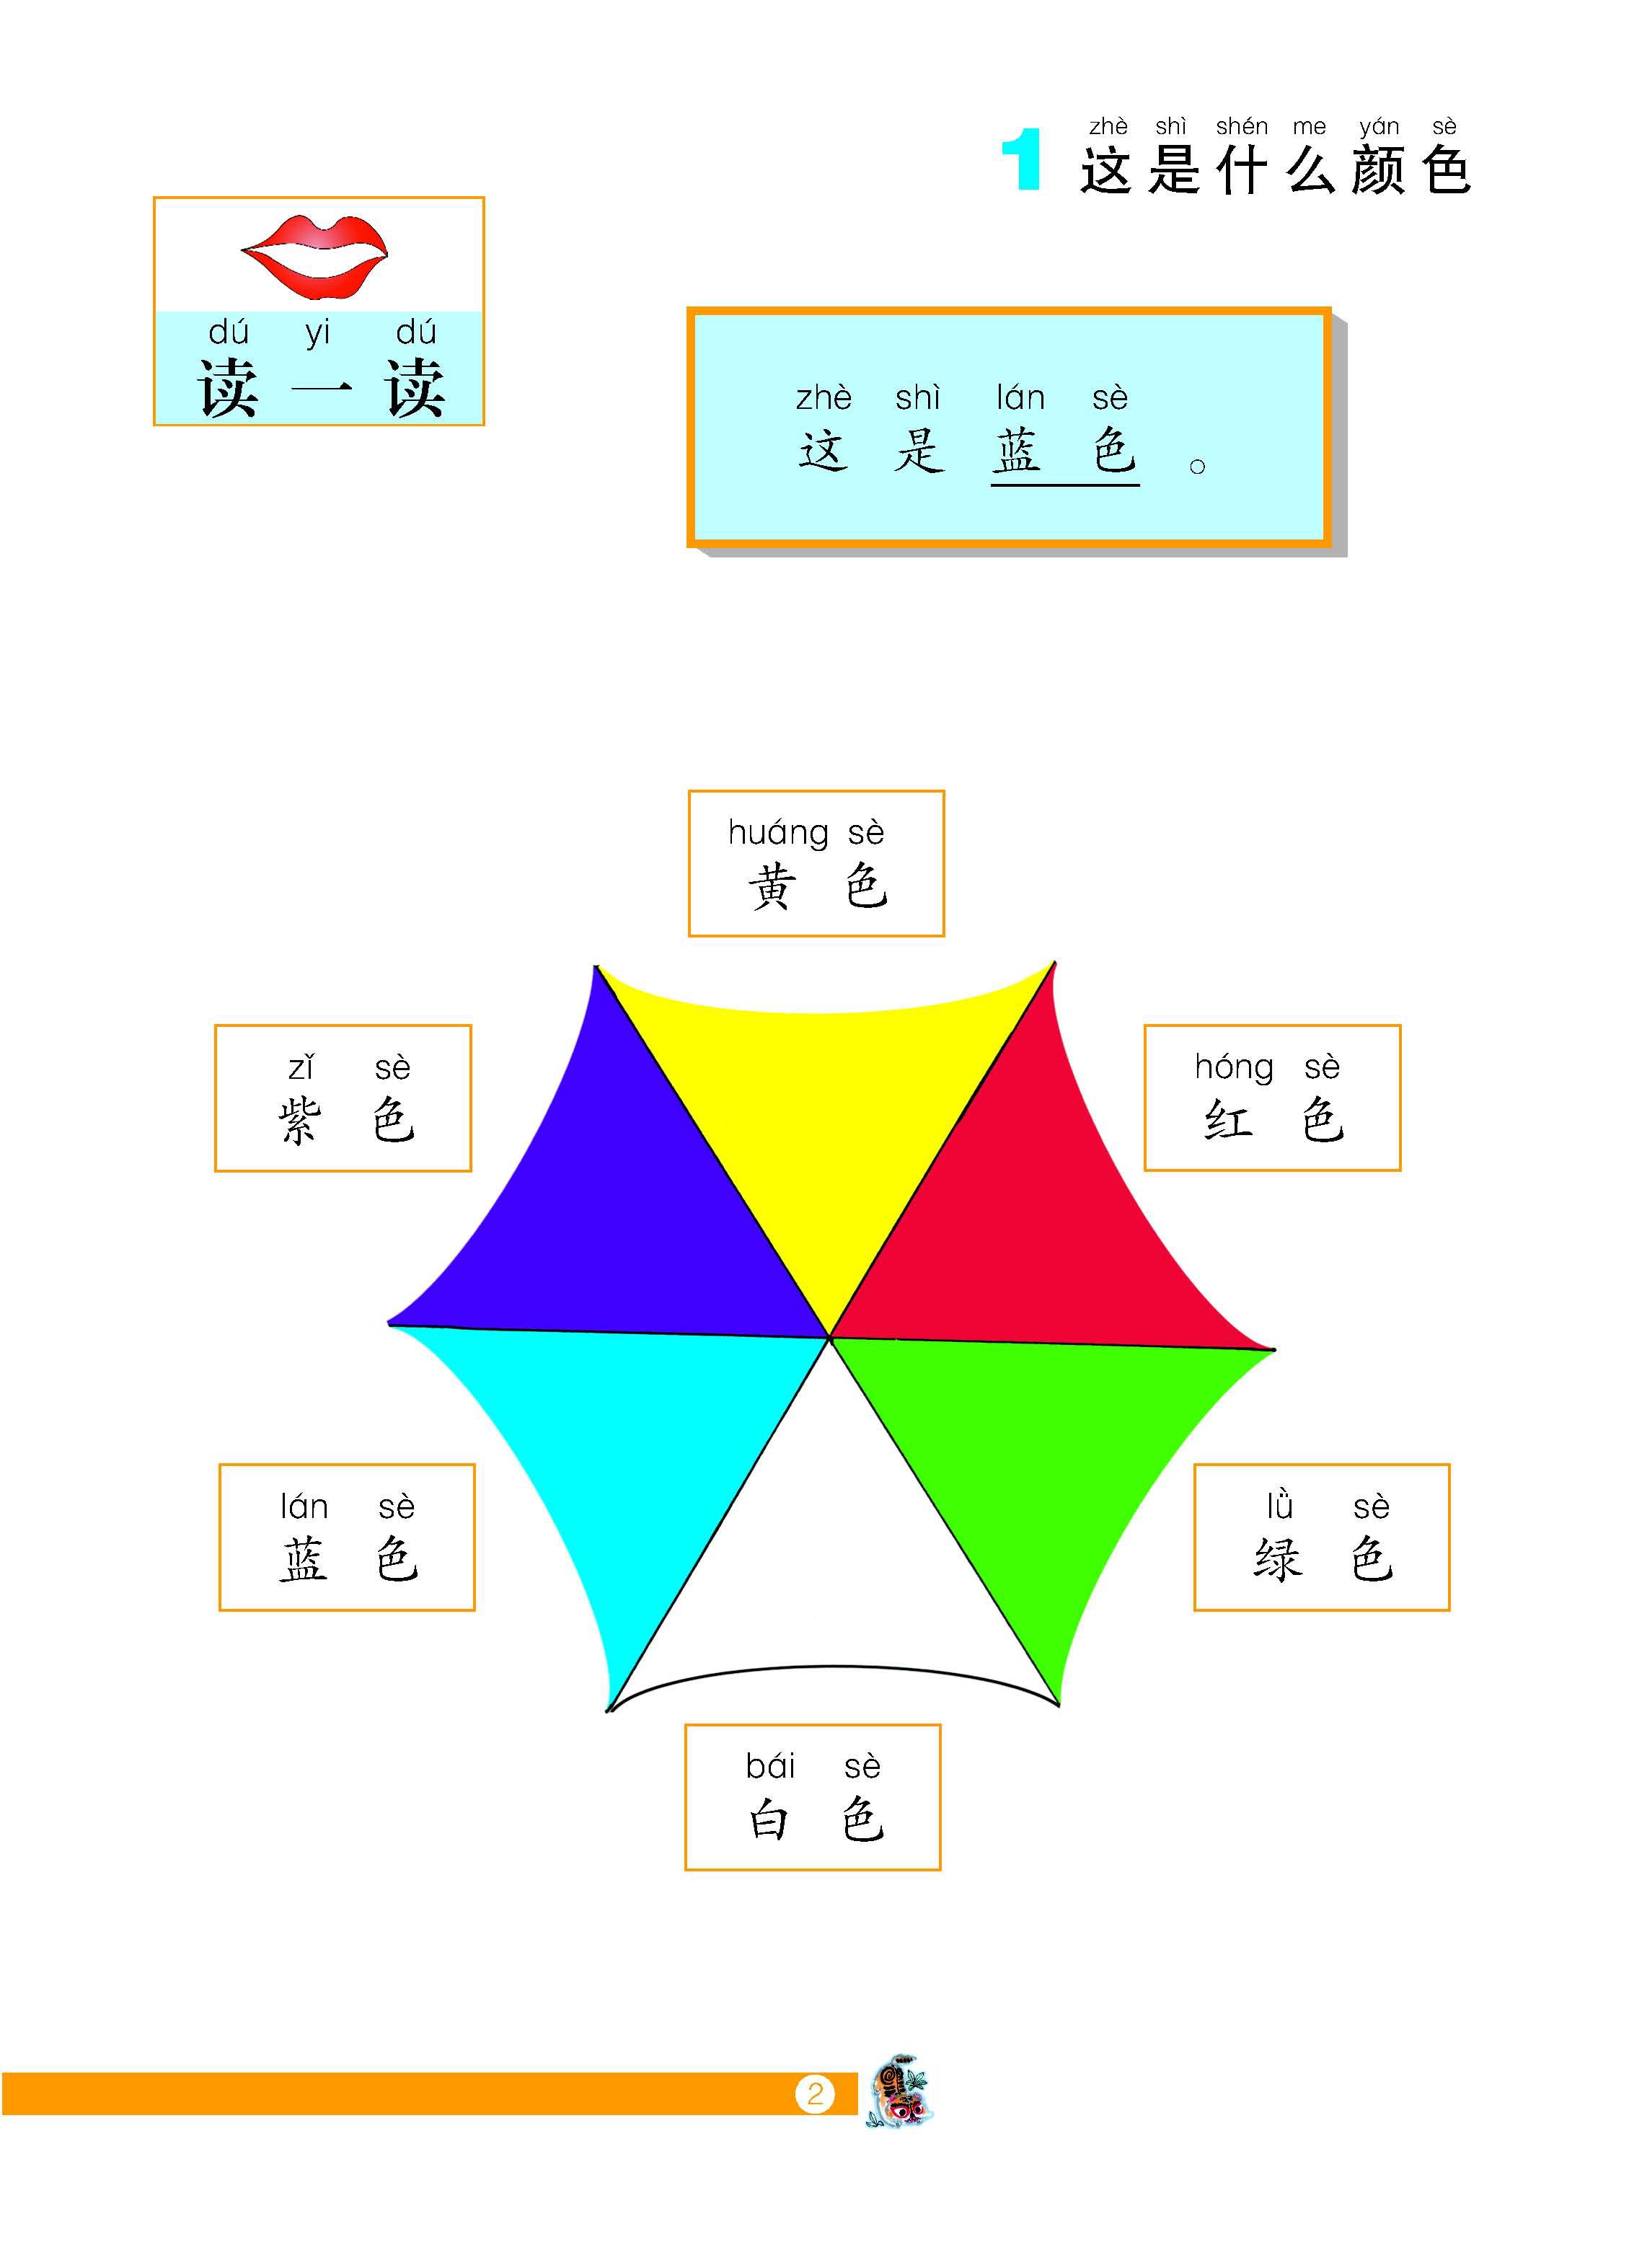 zhè shì shén me yán sè
1 这是什么颜色
dú yi dú
读一读
zhè shì lán sè
这是蓝色。
huáng sè
黄色
zǐ sè
紫色
hóng sè
红色
lán sè
蓝色
lǜ sè
绿色
bái sè
白色
2